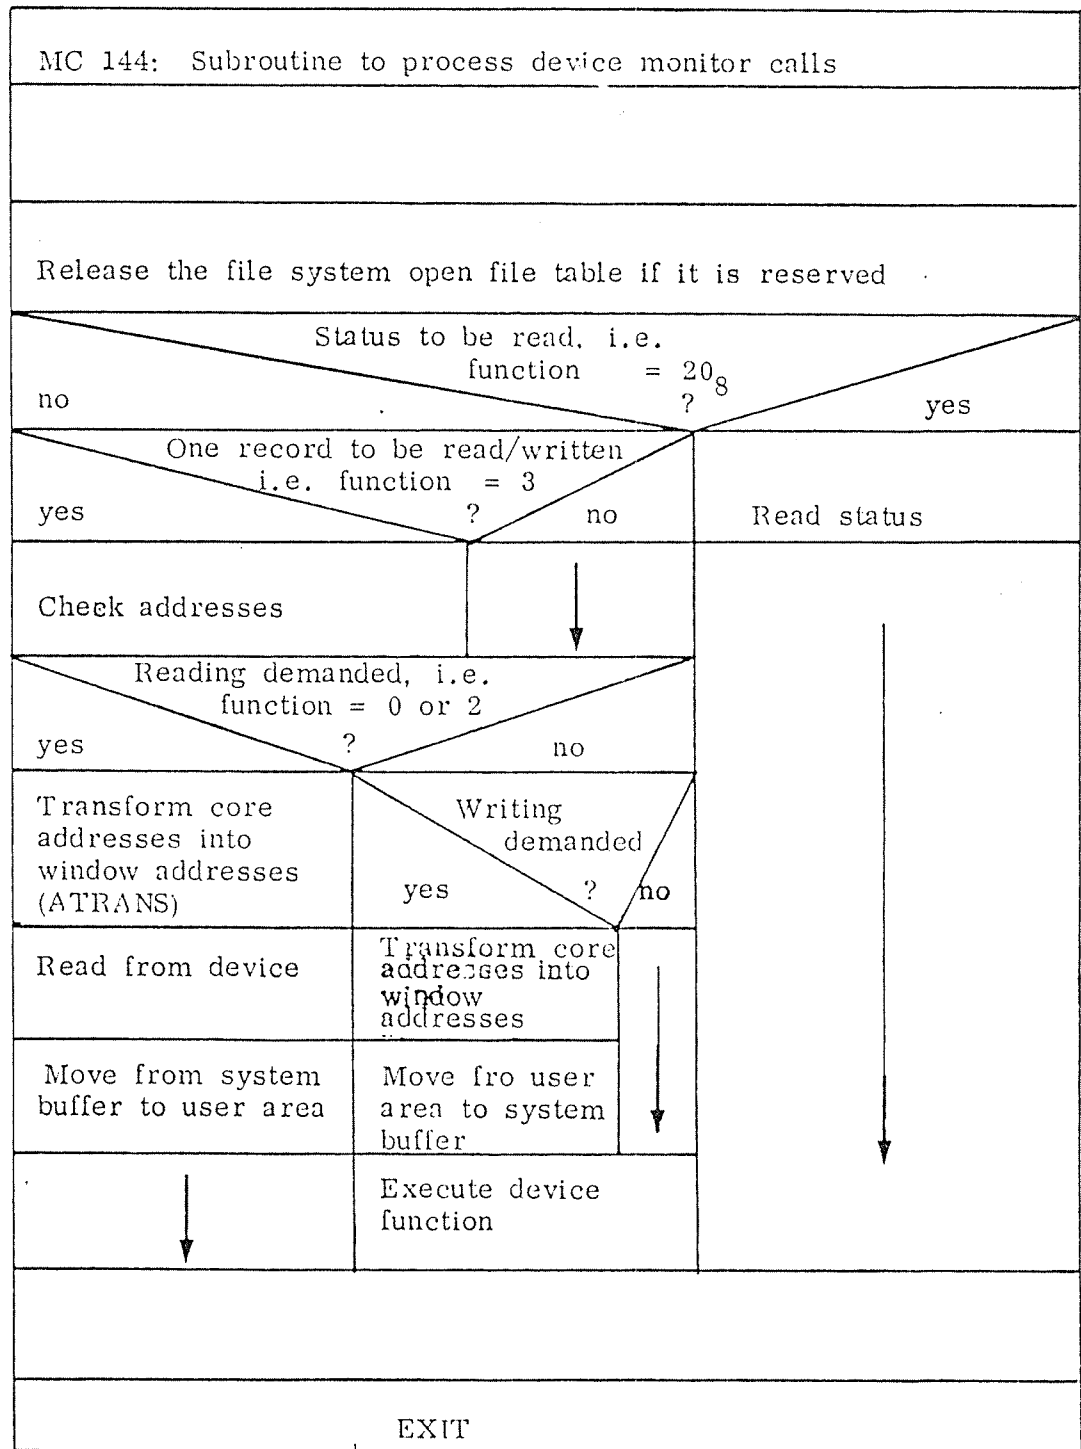 MC 144: Subroutine to process device monitor calls
Release the file system open file table if it is reserved
Status to be read, i.e.
function = 20₈
no
?
yes
One record to be read/written
i.e. function = 3
yes
?
no
Read status
Check addresses
Reading demanded, i.e.
function = 0 or 2
yes
?
no
Transform core
addresses into
window addresses
(ATRANS)
Writing
demanded
yes
?
no
Read from device
Transform core
addresses into
window
addresses
Move from system
buffer to user area
Move fro user
area to system
buffer
Execute device
function
EXIT